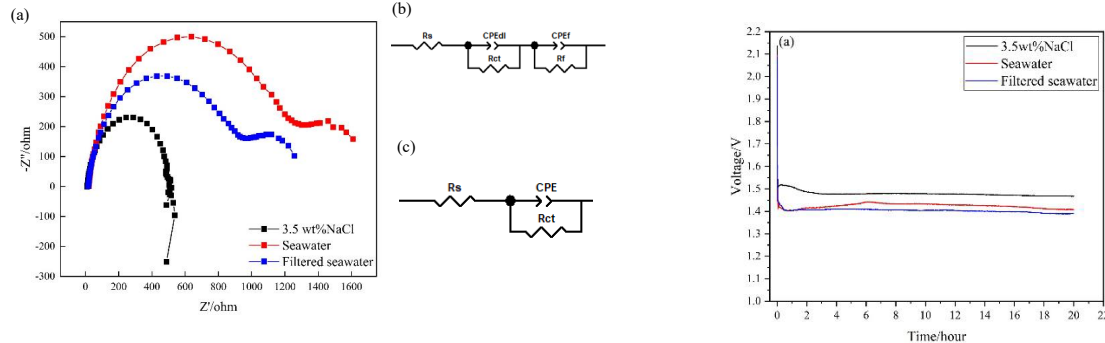 (a)
500
400
300
200
100
0
-100
-200
-300
-Z''/ohm
0 200 400 600 800 1000 1200 1400 1600
Z'/ohm
3.5 wt%NaCl
Seawater
Filtered seawater
(b)
Rs
CPEdl
CPEf
Rct
Rf
(c)
Rs
CPE
Rct
(a)
2.2
2.1
2.0
1.9
1.8
1.7
1.6
1.5
1.4
1.3
1.2
1.1
1.0
Voltage/V
3.5wt%NaCl
Seawater
Filtered seawater
0 2 4 6 8 10 12 14 16 18 20 22
Time/hour